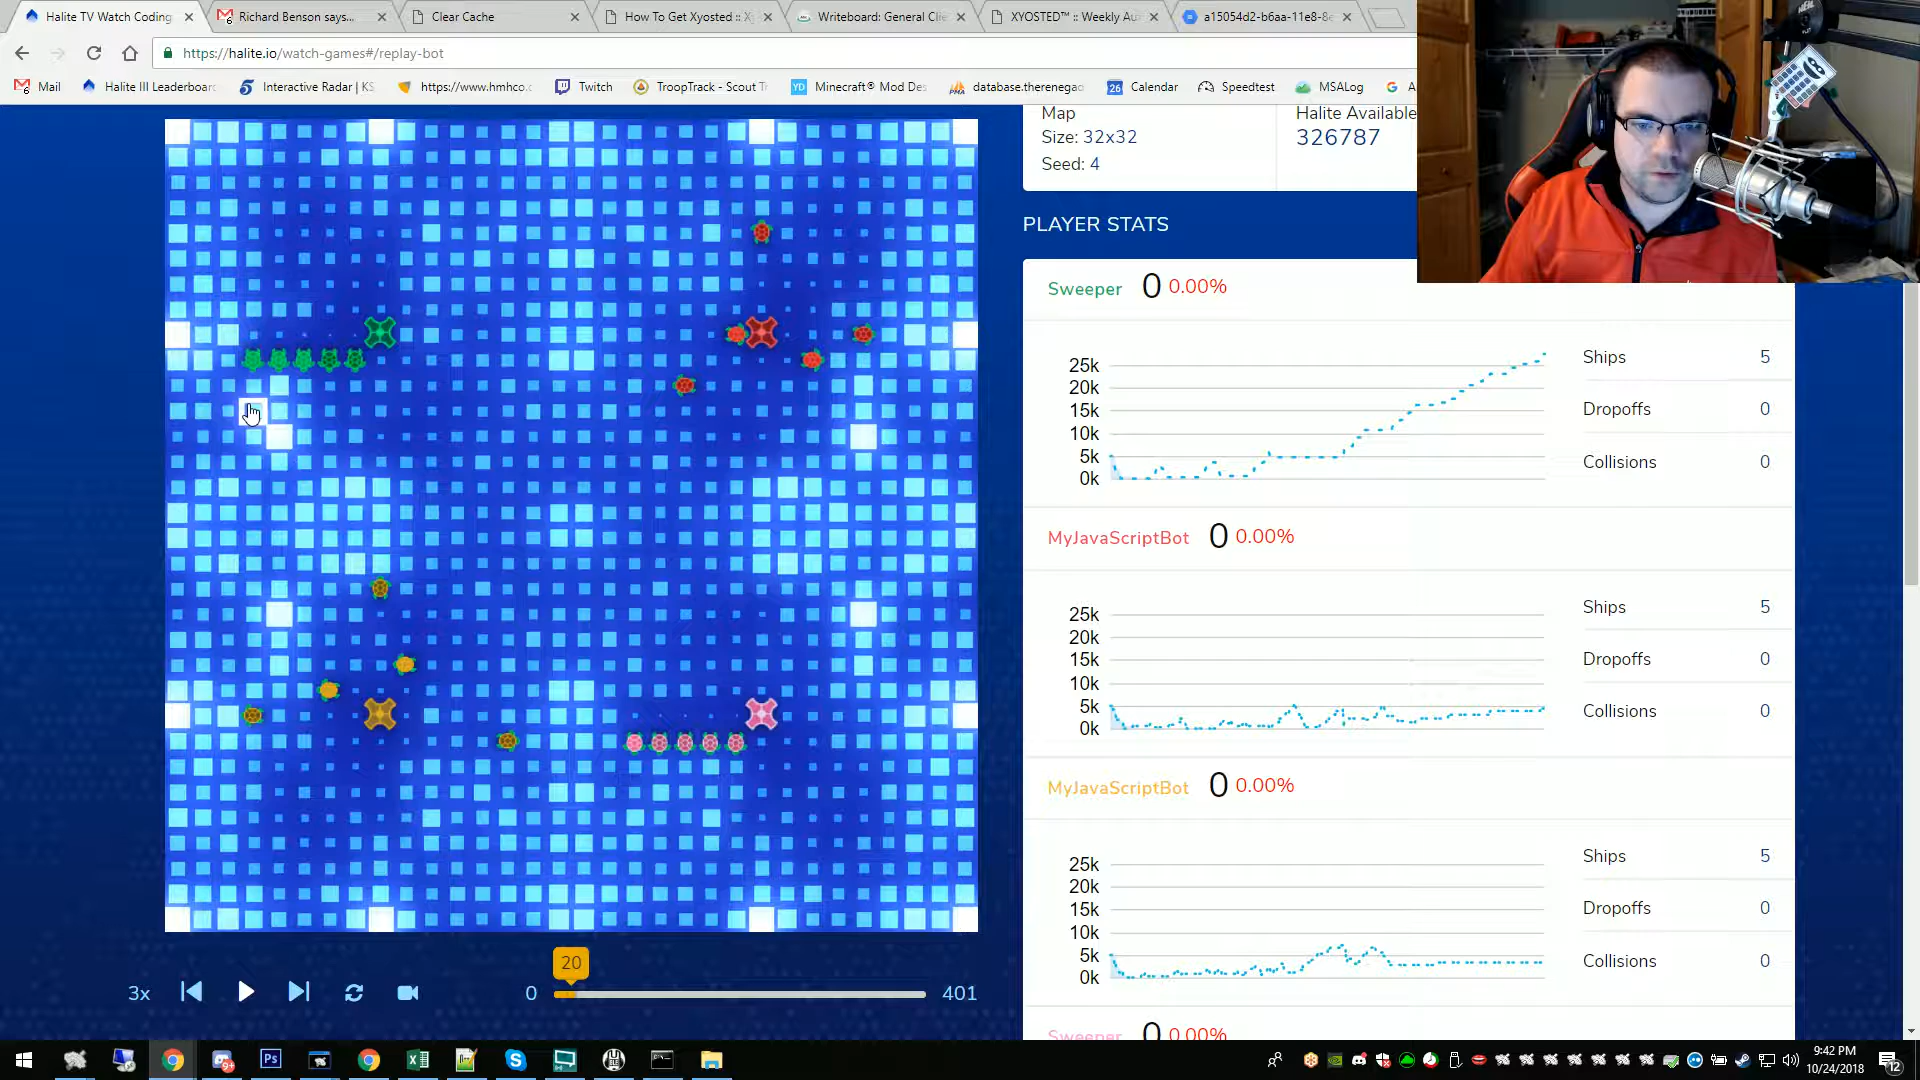 Halite TV Watch Coding
Richard Benson says...
Clear Cache
How To Get Xyosted :: X
Writeboard: General Clie
XYOSTED™ :: Weekly Au
a15054d2-b6aa-11e8-8e
https://halite.io/watch-games#/replay-bot
Mail
Halite III Leaderboard
Interactive Radar | KS
https://www.hmhco.c
Twitch
TroopTrack - Scout T
Minecraft® Mod Des
database.therenegad
26
Calendar
Speedtest
MSALog
G
A
Map
Size: 32x32
Seed: 4
Halite Available
326787
PLAYER STATS
Sweeper 0 0.00%
25k
20k
15k
10k
5k
0k
Ships 5
Dropoffs 0
Collisions 0
MyJavaScriptBot 0 0.00%
25k
20k
15k
10k
5k
0k
Ships 5
Dropoffs 0
Collisions 0
MyJavaScriptBot 0 0.00%
25k
20k
15k
10k
5k
0k
Ships 5
Dropoffs 0
Collisions 0
Sweeper 0 0.00%
20
3x
0
401
9:42 PM
10/24/2018
12